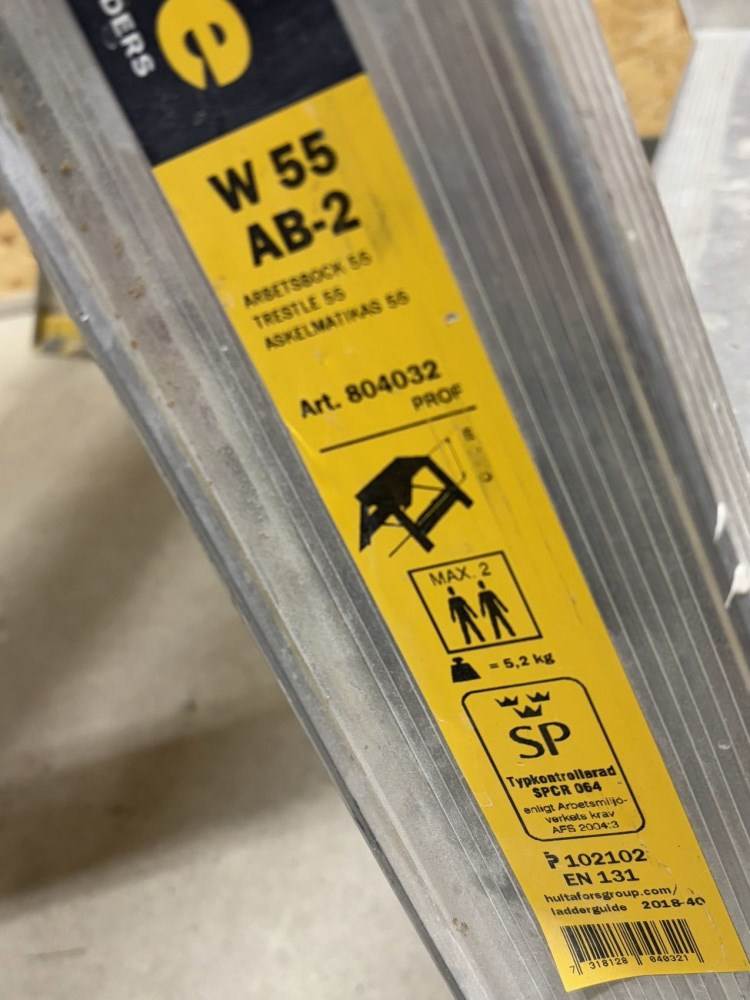 DERS
W 55
AB-2
ARBETSBOCK 55
TRESTLE 55
ASKELMATIKAS 55
Art. 804032
PROF
MAX. 2
= 5,2 kg
SP
Typkontrollerad
SPCR 064
enligt Arbetsmiljö-
verkets krav
AFS 2004:3
102102
EN 131
hultaforsgroup.com/
ladderguide 2018-40
7 318128 040321